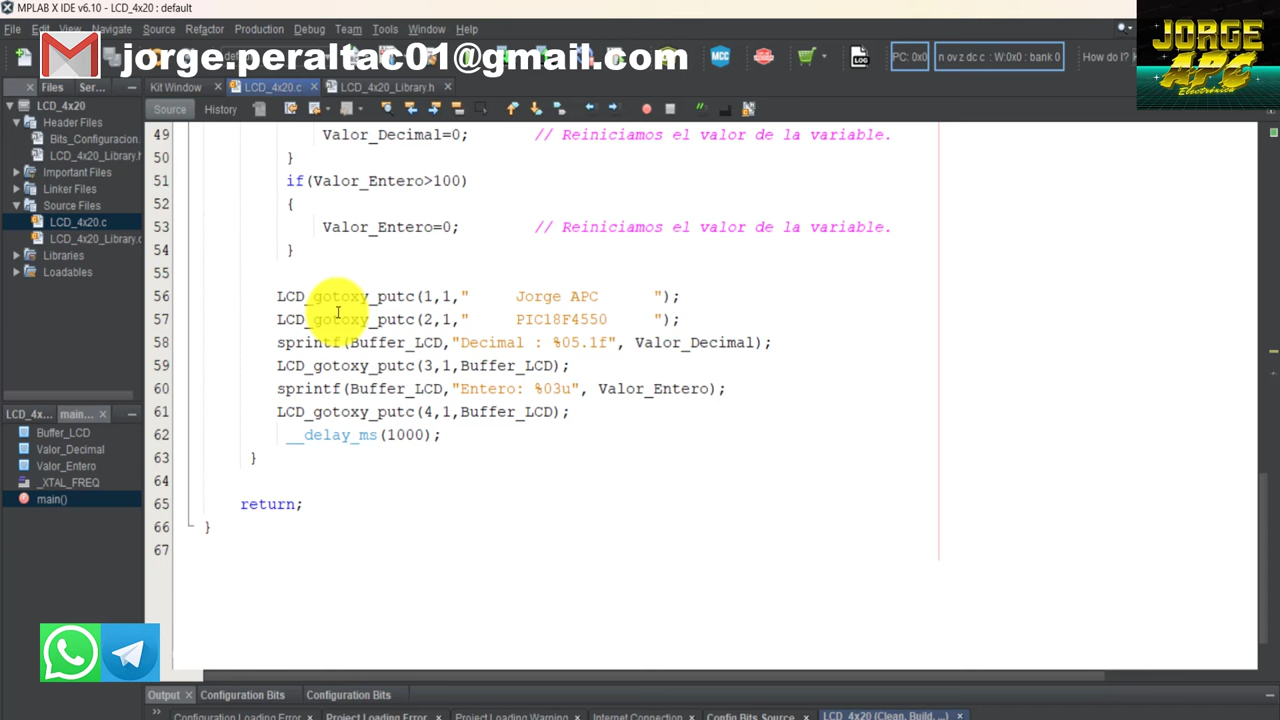 MPLAB X IDE v6.10 - LCD_4x20 : default
File Edit View Navigate Source Refactor Production Debug Team Tools Window Help
jorge.peraltac01@gmail.com
JORGE
APC
Electrónica
MCC
LOG
PC: 0x0
n ov z dc c : W:0x0 : bank 0
How do I?
Files Ser...
Kit Window LCD_4x20.c LCD_4x20_Library.h
Source History
LCD_4x20
Header Files
Bits_Configuracion.
LCD_4x20_Library.h
Important Files
Linker Files
Source Files
LCD_4x20.c
LCD_4x20_Library.c
Libraries
Loadables
LCD_4x... main...
Buffer_LCD
Valor_Decimal
Valor_Entero
_XTAL_FREQ
main()
49 Valor_Decimal=0; // Reiniciamos el valor de la variable.
50 }
51 if(Valor_Entero>100)
52 {
53 Valor_Entero=0; // Reiniciamos el valor de la variable.
54 }
55
56 LCD_gotoxy_putc(1,1,"     Jorge APC      ");
57 LCD_gotoxy_putc(2,1,"     PIC18F4550     ");
58 sprintf(Buffer_LCD,"Decimal : %05.1f", Valor_Decimal);
59 LCD_gotoxy_putc(3,1,Buffer_LCD);
60 sprintf(Buffer_LCD,"Entero: %03u", Valor_Entero);
61 LCD_gotoxy_putc(4,1,Buffer_LCD);
62 __delay_ms(1000);
63 }
64
65 return;
66 }
67
Output Configuration Bits Configuration Bits
Configuration Loading Error Project Loading Error Project Loading Warning Internet Connection Config Bits Source LCD_4x20 (Clean, Build, ...)